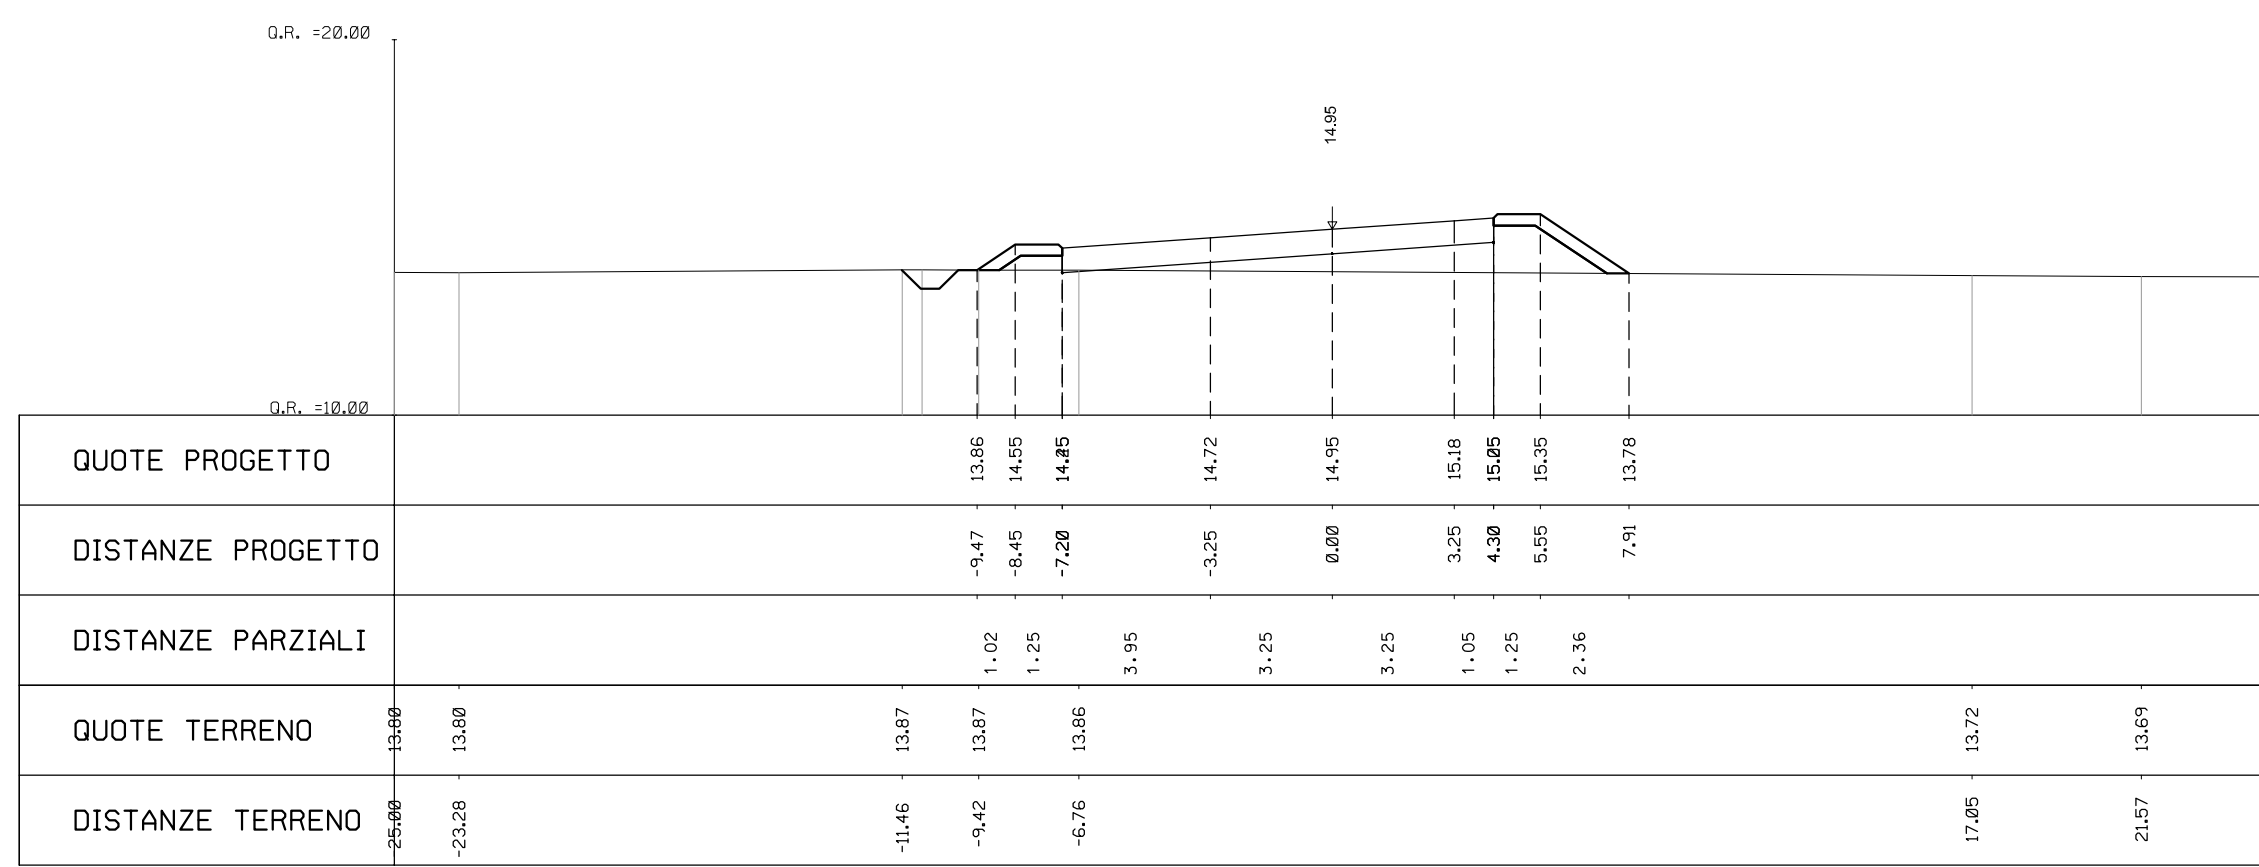 Q.R. =20.00
14.95
Q.R. =10.00
QUOTE PROGETTO 13.86 14.55 14.72 14.95 15.18 15.35 13.78
DISTANZE PROGETTO -9.47 -8.45 -7.20 -3.25 0.00 3.25 4.30 5.55 7.91
DISTANZE PARZIALI 1.02 1.25 3.95 3.25 3.25 1.05 1.25 2.36
QUOTE TERRENO 13.80 13.80 13.87 13.87 13.86 13.72 13.69
DISTANZE TERRENO 25.00 -23.28 -11.46 -9.42 -6.76 17.05 21.57